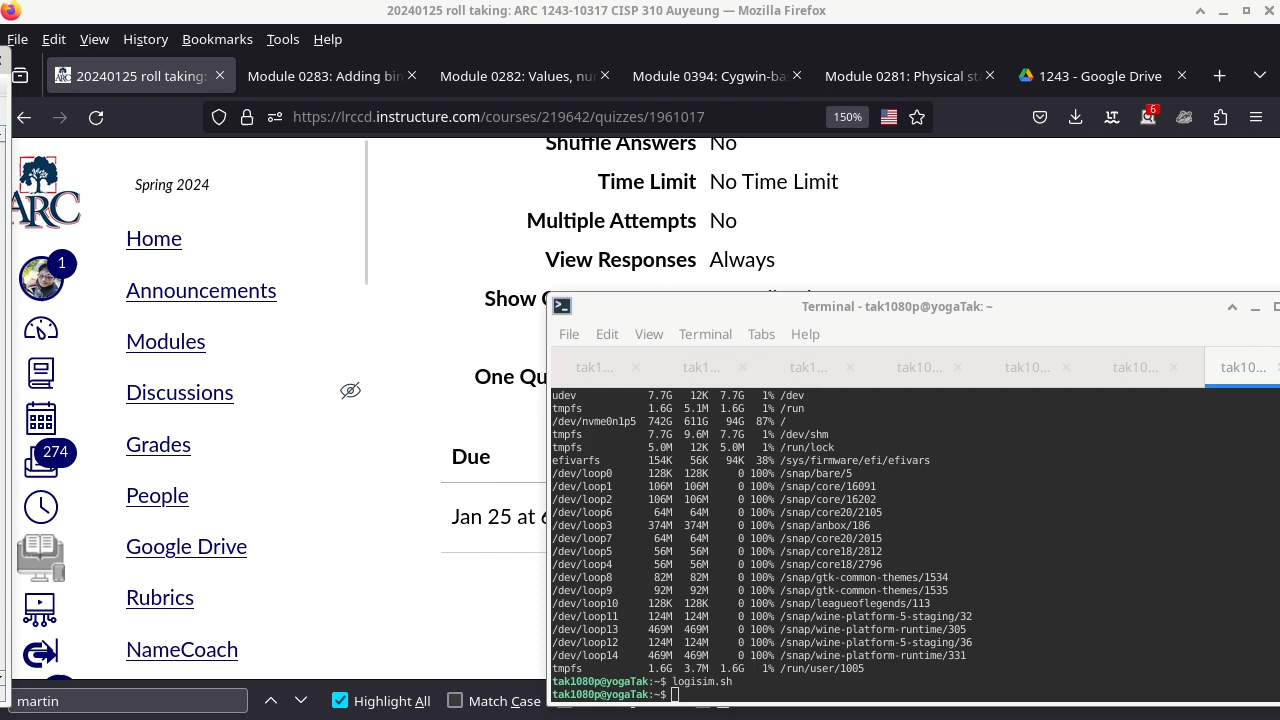 20240125 roll taking: ARC 1243-10317 CISP 310 Auyeung — Mozilla Firefox
File Edit View History Bookmarks Tools Help
20240125 roll taking: Module 0283: Adding bin Module 0282: Values, nu Module 0394: Cygwin-ba Module 0281: Physical st 1243 - Google Drive
https://lrccd.instructure.com/courses/219642/quizzes/1961017 150% 6
Shuffle Answers No
ARC
Spring 2024
Time Limit No Time Limit
Multiple Attempts No
Home
1
View Responses Always
Announcements
Show
Modules
One Qu
Discussions
Grades
274
Due
People
Jan 25 at
Google Drive
Rubrics
NameCoach
Terminal - tak1080p@yogaTak: ~
File Edit View Terminal Tabs Help
tak1... tak1... tak1... tak10... tak10... tak10... tak10...
udev 7.7G 12K 7.7G 1% /dev
tmpfs 1.6G 5.1M 1.6G 1% /run
/dev/nvme0n1p5 742G 611G 94G 87% /
tmpfs 7.7G 9.6M 7.7G 1% /dev/shm
tmpfs 5.0M 12K 5.0M 1% /run/lock
efivarfs 154K 56K 94K 38% /sys/firmware/efi/efivars
/dev/loop0 128K 128K 0 100% /snap/bare/5
/dev/loop1 106M 106M 0 100% /snap/core/16091
/dev/loop2 106M 106M 0 100% /snap/core/16202
/dev/loop6 64M 64M 0 100% /snap/core20/2105
/dev/loop3 374M 374M 0 100% /snap/anbox/186
/dev/loop7 64M 64M 0 100% /snap/core20/2015
/dev/loop5 56M 56M 0 100% /snap/core18/2812
/dev/loop4 56M 56M 0 100% /snap/core18/2796
/dev/loop8 82M 82M 0 100% /snap/gtk-common-themes/1534
/dev/loop9 92M 92M 0 100% /snap/gtk-common-themes/1535
/dev/loop10 128K 128K 0 100% /snap/leagueoflegends/113
/dev/loop11 124M 124M 0 100% /snap/wine-platform-5-staging/32
/dev/loop13 469M 469M 0 100% /snap/wine-platform-runtime/305
/dev/loop12 124M 124M 0 100% /snap/wine-platform-5-staging/36
/dev/loop14 469M 469M 0 100% /snap/wine-platform-runtime/331
tmpfs 1.6G 3.7M 1.6G 1% /run/user/1005
tak1080p@yogaTak:~$ logisim.sh
tak1080p@yogaTak:~$
martin Highlight All Match Case